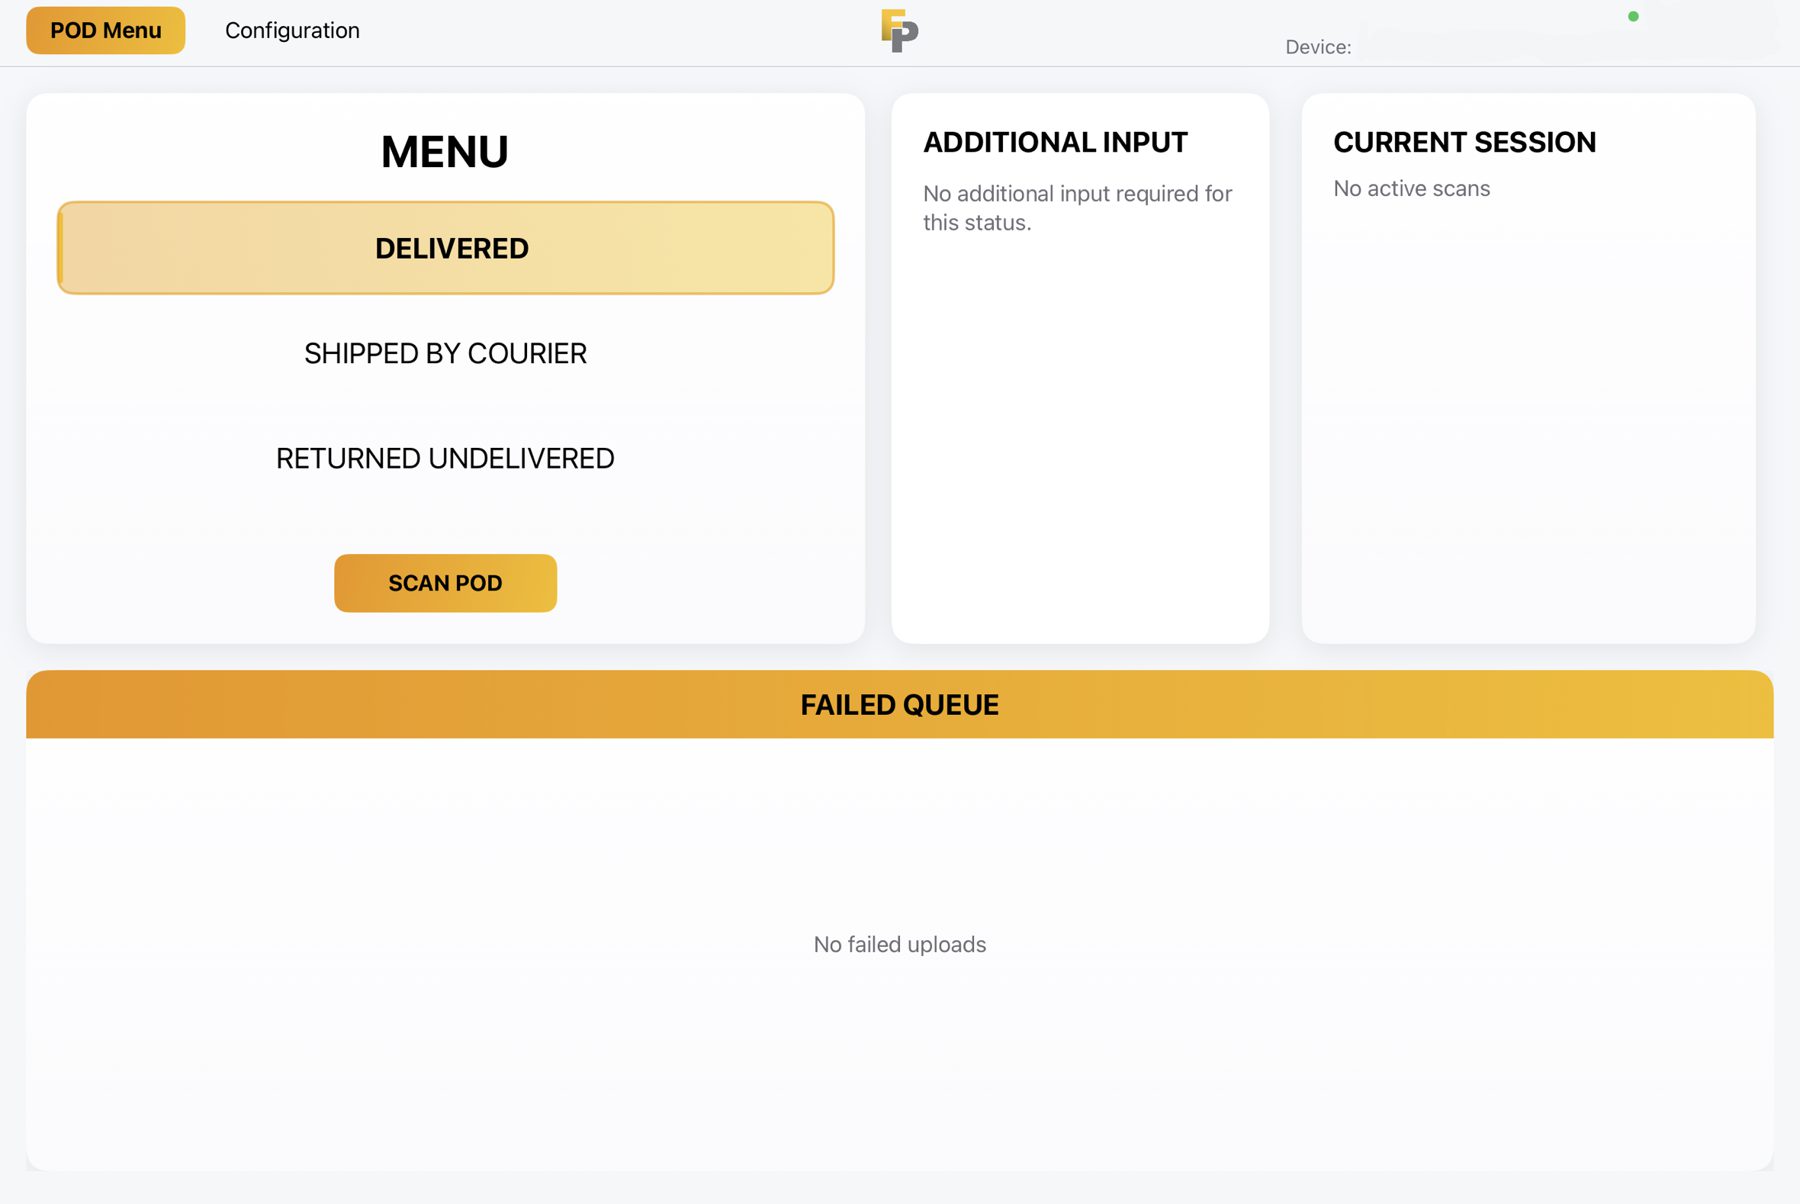 POD Menu
Configuration
FP
Device:
MENU
DELIVERED
SHIPPED BY COURIER
RETURNED UNDELIVERED
SCAN POD
ADDITIONAL INPUT
No additional input required for
this status.
CURRENT SESSION
No active scans
FAILED QUEUE
No failed uploads